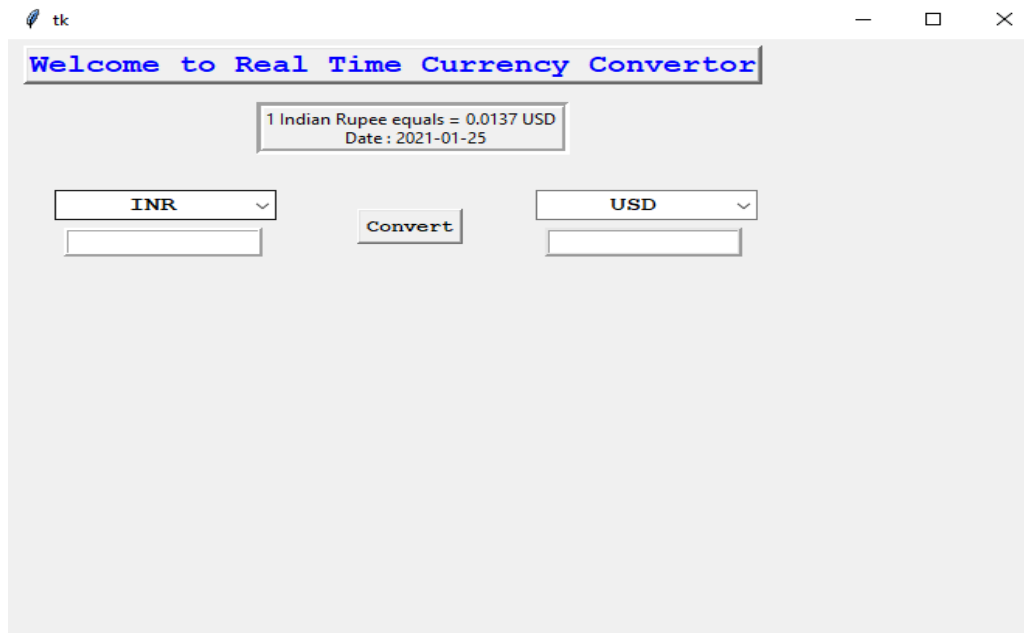 tk
Welcome to Real Time Currency Convertor
1 Indian Rupee equals = 0.0137 USD
Date : 2021-01-25
INR
USD
Convert